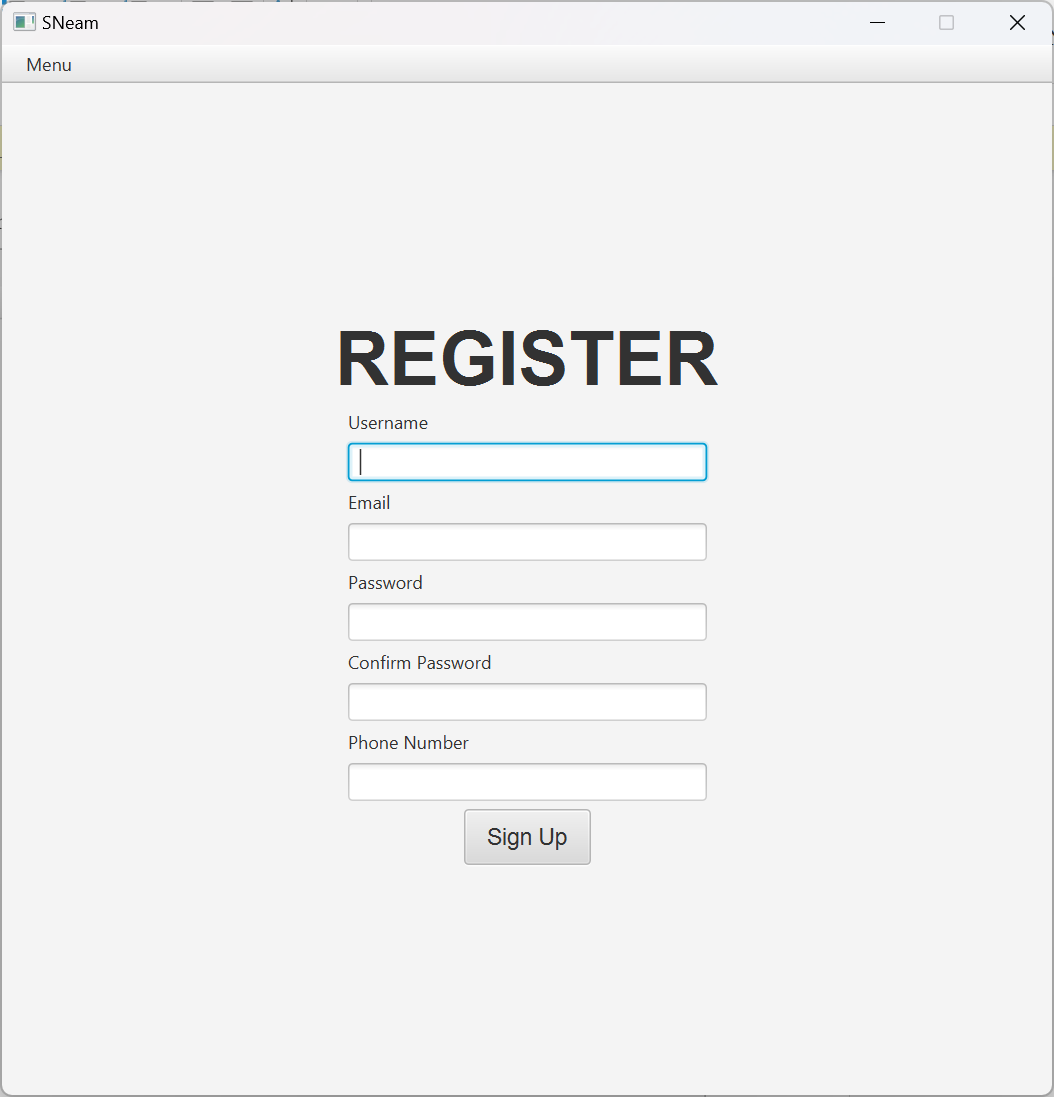 SNeam
Menu
REGISTER
Username
Email
Password
Confirm Password
Phone Number
Sign Up